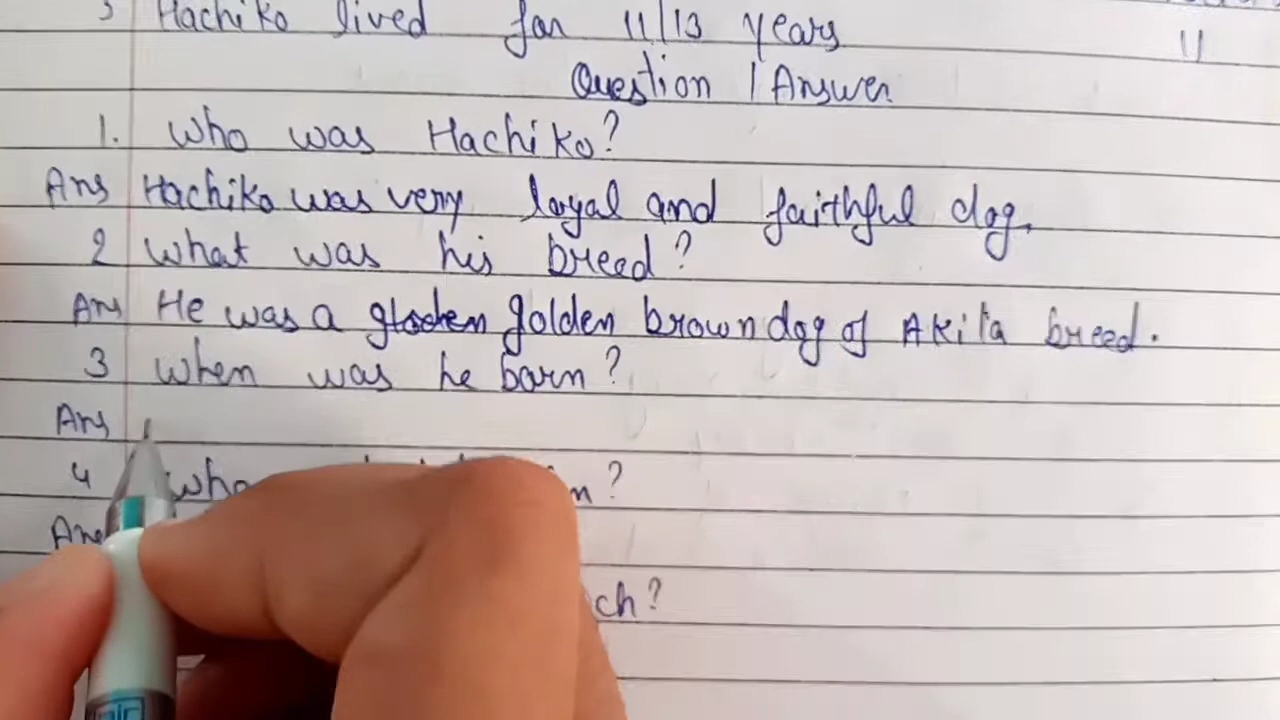 3 Hachiko lived for 11/13 years 11
Question / Answer
1. Who was Hachiko?
Ans Hachiko was very loyal and faithful dog.
2 What was his breed?
Ans He was a golden brown dog of Akita breed.
3 When was he born?
Ans
4 who ?
Ans